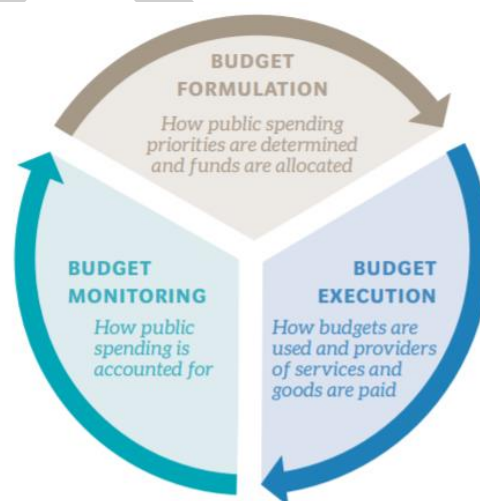 BUDGET
FORMULATION
How public spending
priorities are determined
and funds are allocated
BUDGET
MONITORING
How public
spending is
accounted for
BUDGET
EXECUTION
How budgets are
used and providers
of services and
goods are paid